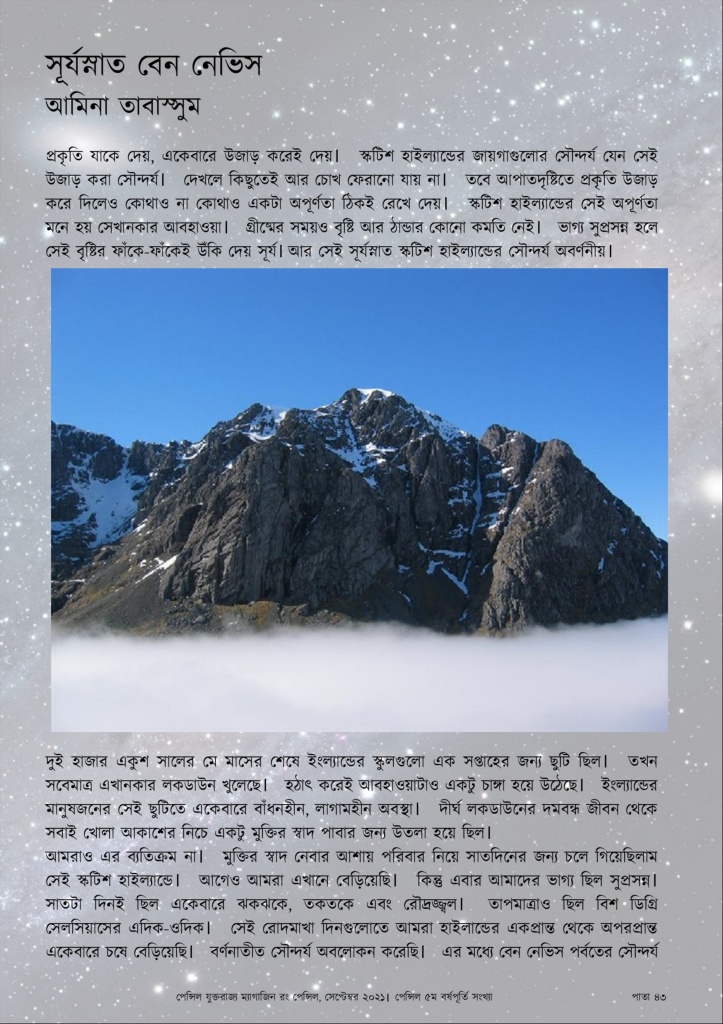 সূর্যস্নাত বেন নেভিস
আমিনা তাবাস্সুম
প্রকৃতি যাকে দেয়, একেবারে উজাড় করেই দেয়। স্কটিশ হাইল্যান্ডের জায়গাগুলোর সৌন্দর্য যেন সেই
উজাড় করা সৌন্দর্য। দেখলে কিছুতেই আর চোখ ফেরানো যায় না। তবে আপাতদৃষ্টিতে প্রকৃতি উজাড়
করে দিলেও কোথাও না কোথাও একটা অপূর্ণতা ঠিকই রেখে দেয়। স্কটিশ হাইল্যান্ডের সেই অপূর্ণতা
মনে হয় সেখানকার আবহাওয়া। গ্রীষ্মের সময়ও বৃষ্টি আর ঠান্ডার কোনো কমতি নেই। ভাগ্য সুপ্রসন্ন হলে
সেই বৃষ্টির ফাঁকে-ফাঁকেই উঁকি দেয় সূর্য। আর সেই সূর্যস্নাত স্কটিশ হাইল্যান্ডের সৌন্দর্য অবর্ণনীয়।
দুই হাজার একুশ সালের মে মাসের শেষে ইংল্যান্ডের স্কুলগুলো এক সপ্তাহের জন্য ছুটি ছিল। তখন
সবেমাত্র এখানকার লকডাউন খুলেছে। হঠাৎ করেই আবহাওয়াটাও একটু চাঙ্গা হয়ে উঠেছে। ইংল্যান্ডের
মানুষজনের সেই ছুটিতে একেবারে বাঁধনহীন, লাগামহীন অবস্থা। দীর্ঘ লকডাউনের দমবন্ধ জীবন থেকে
সবাই খোলা আকাশের নিচে একটু মুক্তির স্বাদ পাবার জন্য উতলা হয়ে ছিল।
আমরাও এর ব্যতিক্রম না। মুক্তির স্বাদ নেবার আশায় পরিবার নিয়ে সাতদিনের জন্য চলে গিয়েছিলাম
সেই স্কটিশ হাইল্যান্ডে। আগেও আমরা এখানে বেড়িয়েছি। কিন্তু এবার আমাদের ভাগ্য ছিল সুপ্রসন্ন।
সাতটা দিনই ছিল একেবারে ঝকঝকে, তকতকে এবং রৌদ্রজ্জ্বল। তাপমাত্রাও ছিল বিশ ডিগ্রি
সেলসিয়াসের এদিক-ওদিক। সেই রোদমাখা দিনগুলোতে আমরা হাইলান্ডের একপ্রান্ত থেকে অপরপ্রান্ত
একেবারে চষে বেড়িয়েছি। বর্ণনাতীত সৌন্দর্য অবলোকন করেছি। এর মধ্যে বেন নেভিস পর্বতের সৌন্দর্য
পেন্সিল যুক্তরাজ্য ম্যাগাজিন রং পেন্সিল, সেপ্টেম্বর ২০২১। পেন্সিল ৫ম বর্ষপূর্তি সংখ্যা
পাতা ৪৩